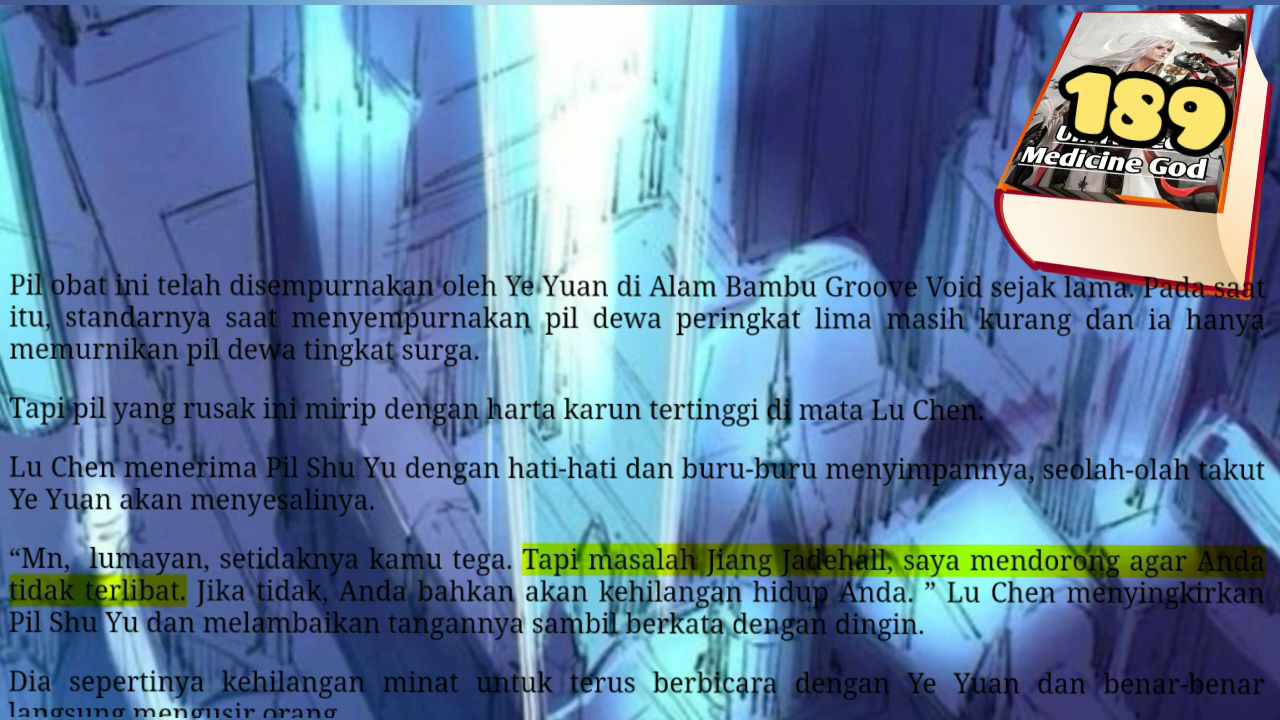 189
Medicine God
Pil obat ini telah disempurnakan oleh Ye Yuan di Alam Bambu Groove Void sejak lama. Pada saat
itu, standarnya saat menyempurnakan pil dewa peringkat lima masih kurang dan ia hanya
memurnikan pil dewa tingkat surga.
Tapi pil yang rusak ini mirip dengan harta karun tertinggi di mata Lu Chen.
Lu Chen menerima Pil Shu Yu dengan hati-hati dan buru-buru menyimpannya, seolah-olah takut
Ye Yuan akan menyesalinya.
“Mn, lumayan, setidaknya kamu tega. Tapi masalah Jiang Jadehall, saya mendorong agar Anda
tidak terlibat. Jika tidak, Anda bahkan akan kehilangan hidup Anda. ” Lu Chen menyingkirkan
Pil Shu Yu dan melambaikan tangannya sambil berkata dengan dingin.
Dia sepertinya kehilangan minat untuk terus berbicara dengan Ye Yuan dan benar-benar
langsung mengusir orang